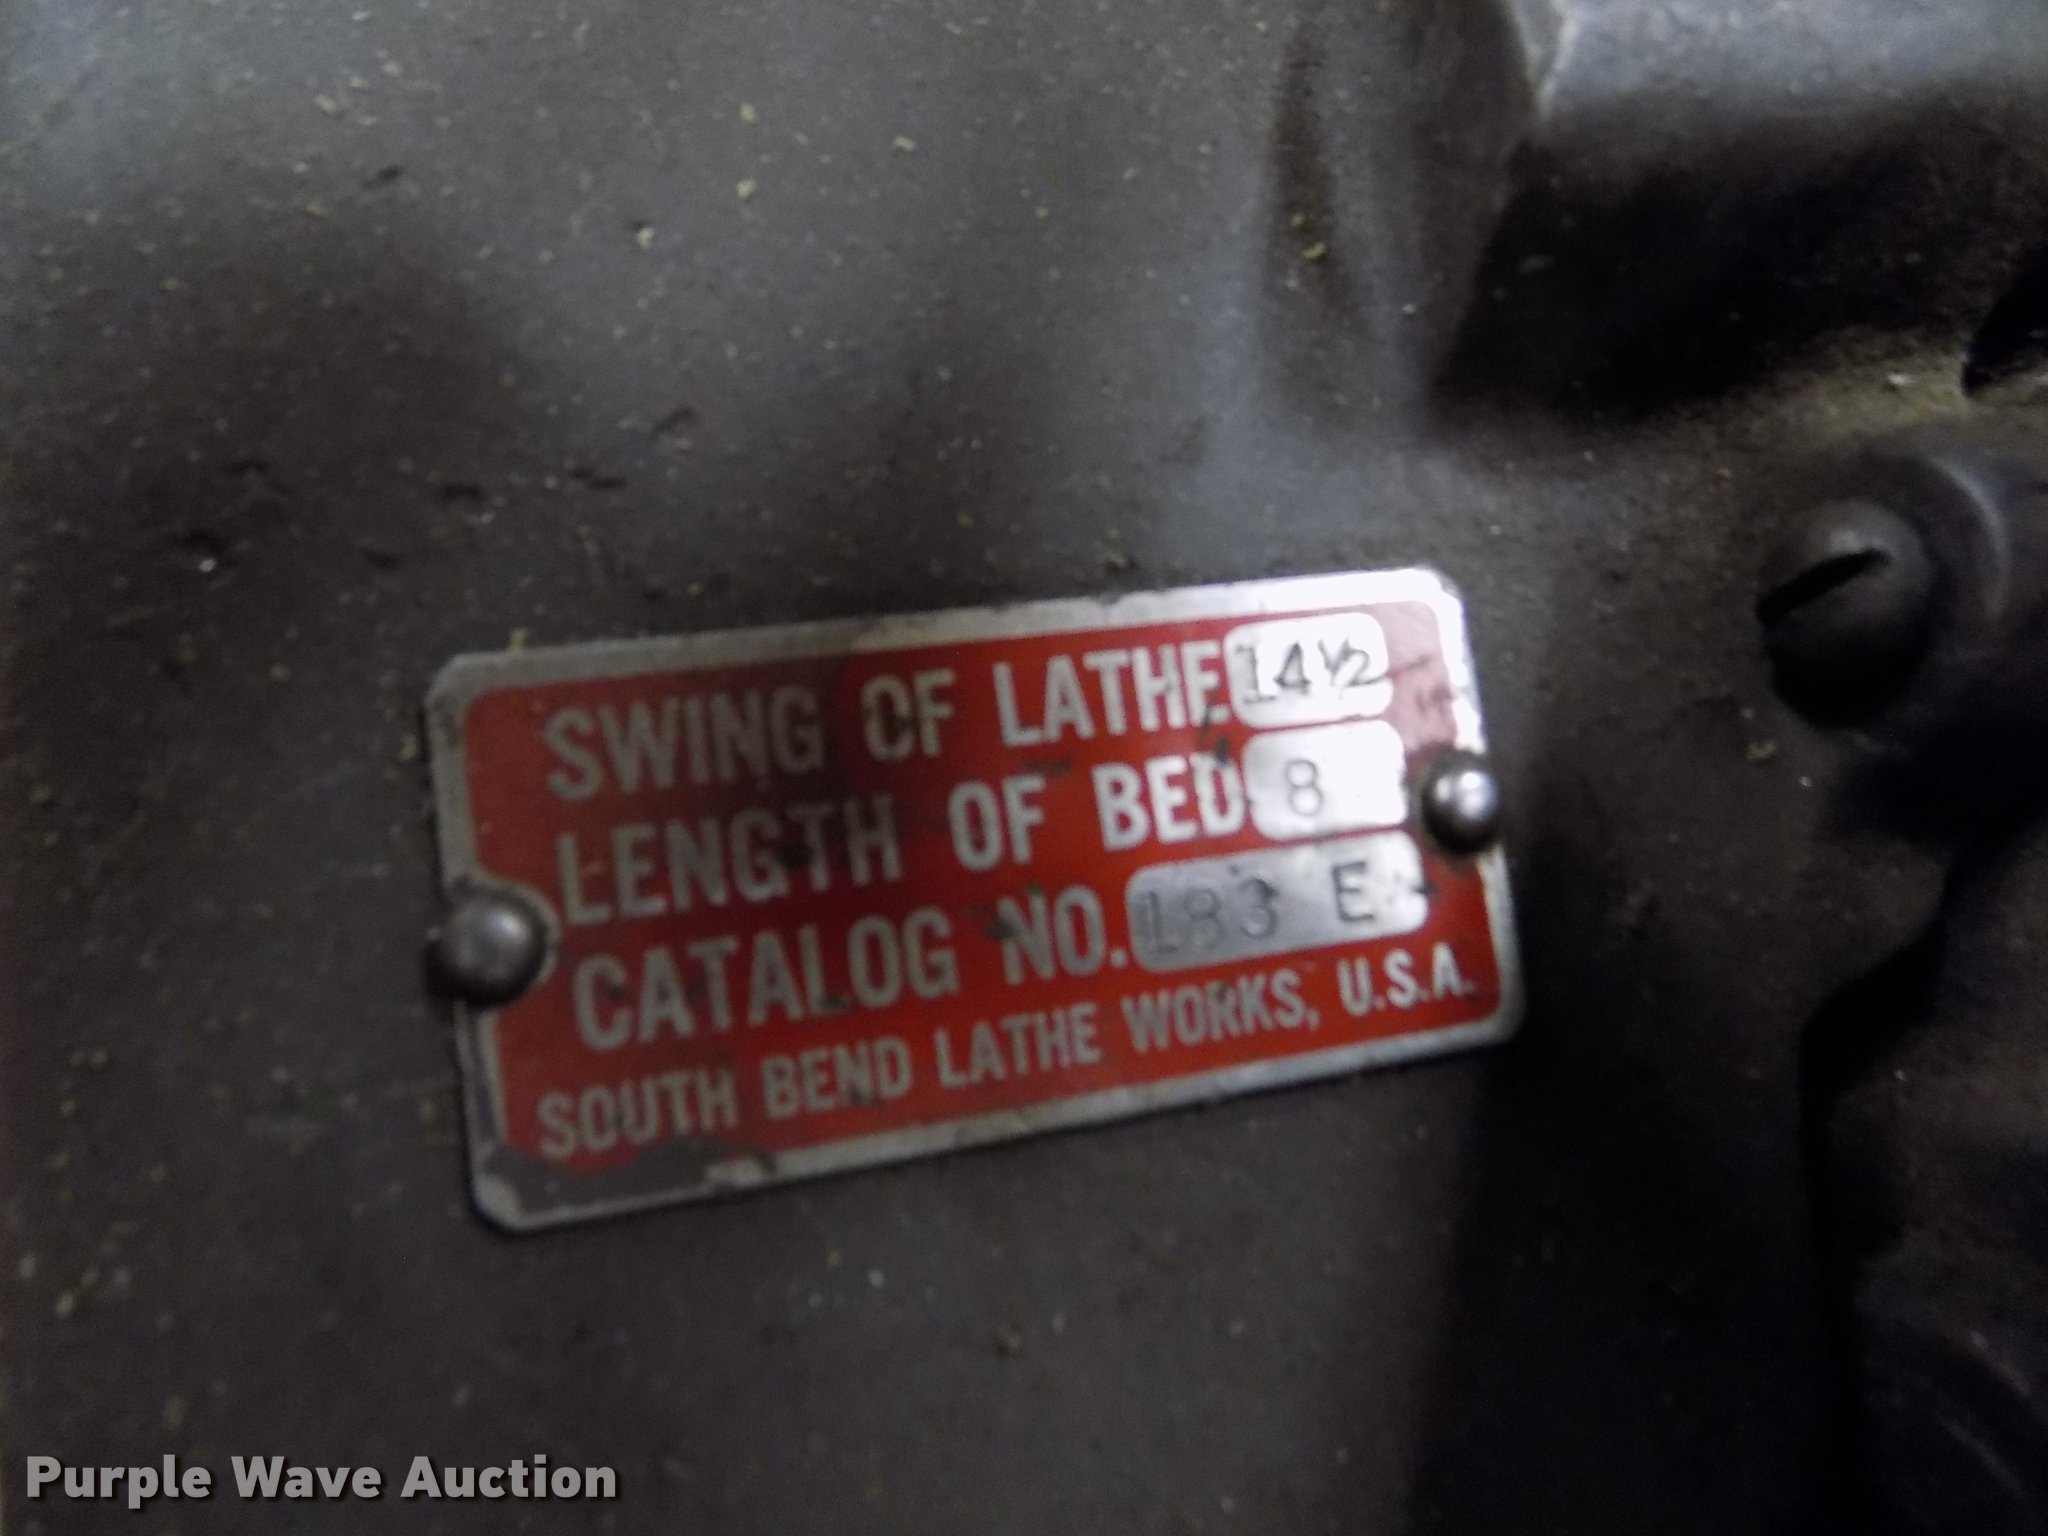 SWING OF LATHE 14½
LENGTH OF BED 8
CATALOG NO. 183 E
SOUTH BEND LATHE WORKS, U.S.A.
Purple Wave Auction